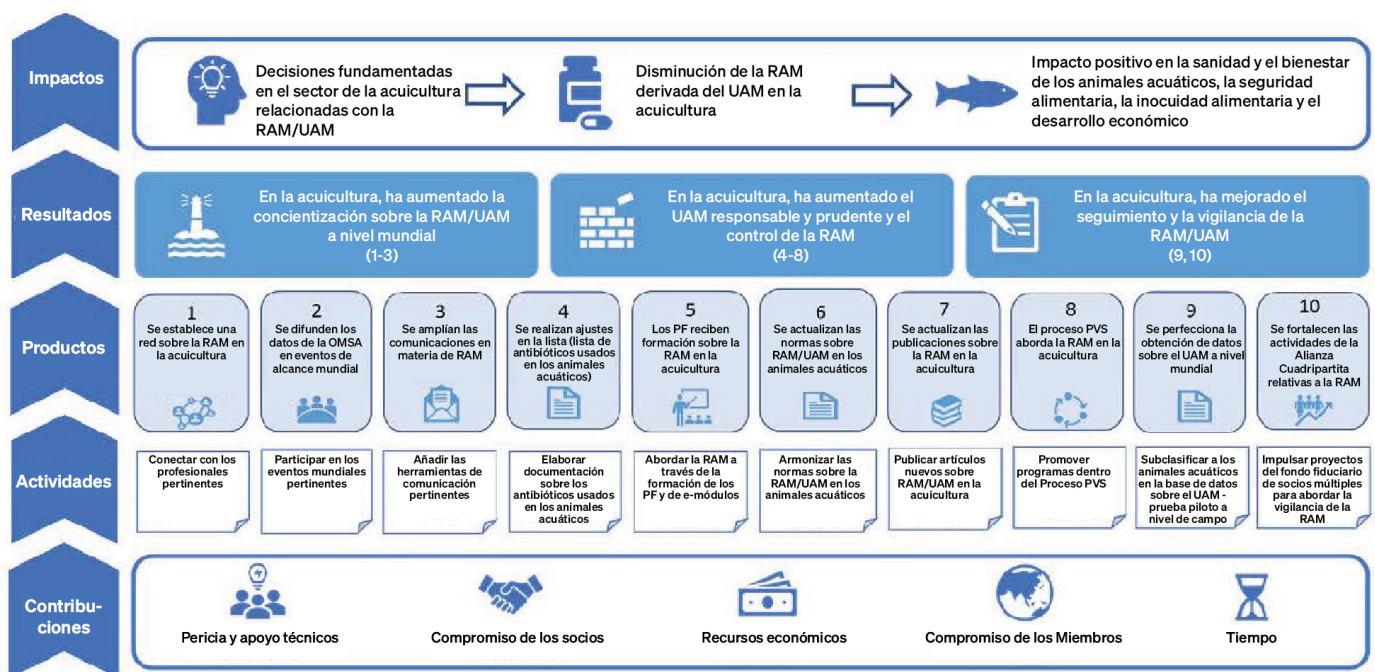 Impactos
Decisiones fundamentadas
en el sector de la acuicultura
relacionadas con la
RAM/UAM
Disminución de la RAM
derivada del UAM en la
acuicultura
Impacto positivo en la sanidad y el bienestar
de los animales acuáticos, la seguridad
alimentaria, la inocuidad alimentaria y el
desarrollo económico
Resultados
En la acuicultura, ha aumentado la
concientización sobre la RAM/UAM
a nivel mundial
(1-3)
En la acuicultura, ha aumentado el
UAM responsable y prudente y el
control de la RAM
(4-8)
En la acuicultura, ha mejorado el
seguimiento y la vigilancia de la
RAM/UAM
(9, 10)
Productos
1
Se establece una
red sobre la RAM en
la acuicultura
2
Se difunden los
datos de la OMSA
en eventos de
alcance mundial
3
Se amplían las
comunicaciones en
materia de RAM
4
Se realizan ajustes
en la lista (lista de
antibióticos usados
en los animales
acuáticos)
5
Los PF reciben
formación sobre la
RAM en la
acuicultura
6
Se actualizan las
normas sobre
RAM/UAM en los
animales acuáticos
7
Se actualizan las
publicaciones sobre
la RAM en la
acuicultura
8
El proceso PVS
aborda la RAM en la
acuicultura
9
Se perfecciona la
obtención de datos
sobre el UAM a nivel
mundial
10
Se fortalecen las
actividades de la
Alianza
Cuadripartita
relativas a la RAM
Actividades
Conectar con los
profesionales
pertinentes
Participar en los
eventos mundiales
pertinentes
Añadir las
herramientas de
comunicación
pertinentes
Elaborar
documentación
sobre los
antibióticos usados
en los animales
acuáticos
Abordar la RAM a
través de la
formación de los
PF y de e-módulos
Armonizar las
normas sobre la
RAM/UAM en los
animales acuáticos
Publicar artículos
nuevos sobre
RAM/UAM en la
acuicultura
Promover
programas dentro
del Proceso PVS
Subclasificar a los
animales acuáticos
en la base de datos
sobre el UAM -
prueba piloto a
nivel de campo
Impulsar proyectos
del fondo fiduciario
de socios múltiples
para abordar la
vigilancia de la
RAM
Contribu-
ciones
Pericia y apoyo técnicos
Compromiso de los socios
Recursos económicos
Compromiso de los Miembros
Tiempo